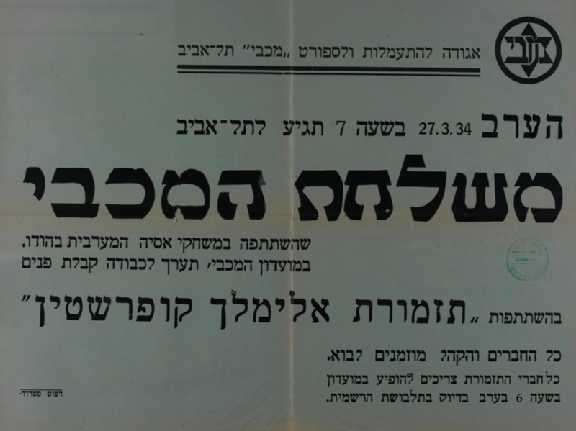 מכבי
אגודה להתעמלות ולספורט „מכבי" תל־אביב
הערב 27.3.34 בשעה 7 תגיע לתל־אביב
משלחת המכבי
שהשתתפה במשחקי אסיה המערבית בהודו.
במועדון המכבי, תערך לכבודה קבלת פנים
בהשתתפות „תזמורת אלימלך קופרשטין"
כל החברים והקהל מוזמנים לבוא.
כל חברי התזמורת צריכים להופיע במועדון
בשעה 6 בערב בדיוק בתלבושת הרשמית.
דפוס